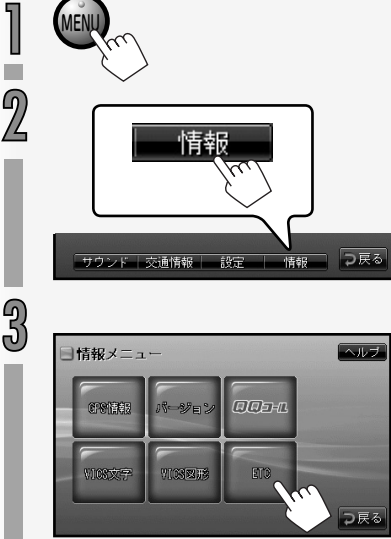 1
MENU
2
情報
サウンド 交通情報 設定 情報 戻る
3
情報メニュー ヘルプ
GPS情報 バージョン QQコール
VICS文字 VICS図形 ETC
戻る